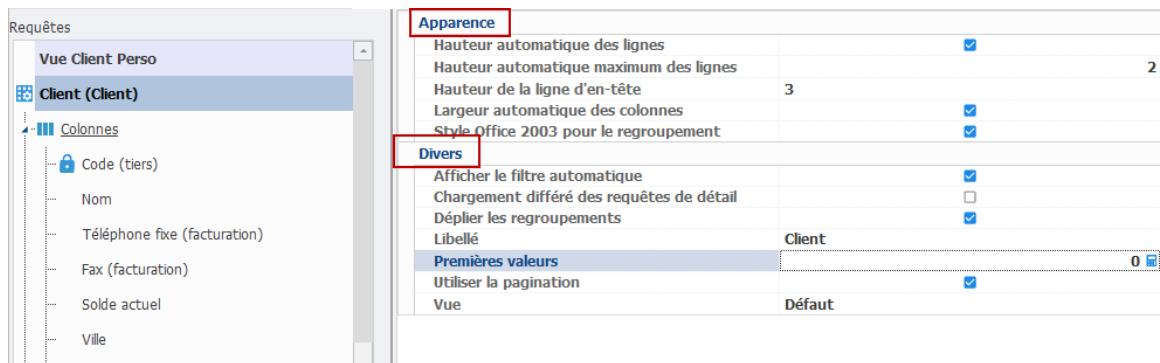 Requêtes
Vue Client Perso
Client (Client)
Colonnes
Code (tiers)
Nom
Téléphone fixe (facturation)
Fax (facturation)
Solde actuel
Ville
Apparence
Hauteur automatique des lignes
Hauteur automatique maximum des lignes 2
Hauteur de la ligne d'en-tête 3
Largeur automatique des colonnes
Style Office 2003 pour le regroupement
Divers
Afficher le filtre automatique
Chargement différé des requêtes de détail
Déplier les regroupements
Libellé Client
Premières valeurs 0
Utiliser la pagination
Vue Défaut